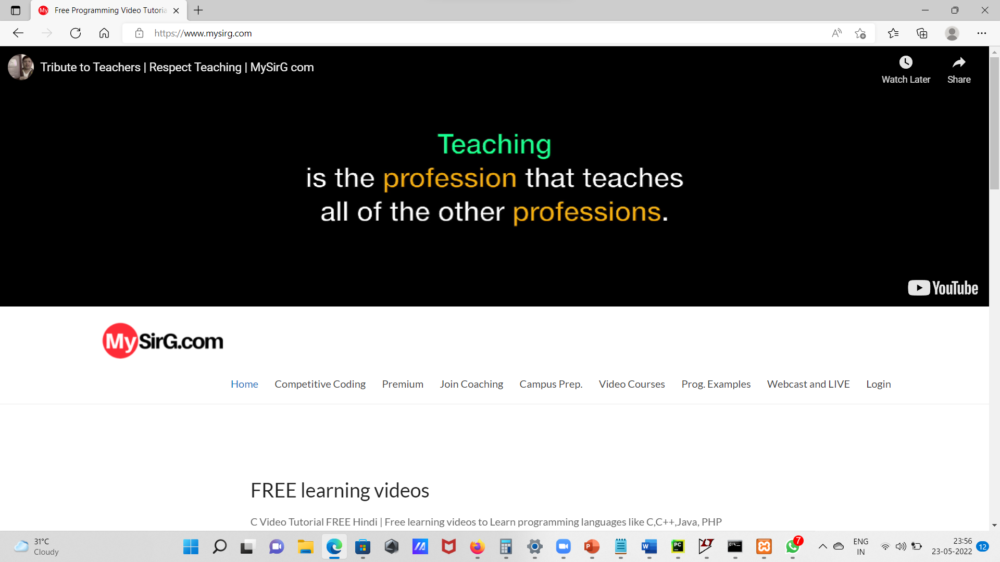 My Free Programming Video Tutoria
https://www.mysirg.com
Tribute to Teachers | Respect Teaching | MySirG com
Watch Later
Share
Teaching
is the profession that teaches
all of the other professions.
YouTube
MySirG.com
Home Competitive Coding Premium Join Coaching Campus Prep. Video Courses Prog. Examples Webcast and LIVE Login
FREE learning videos
C Video Tutorial FREE Hindi | Free learning videos to Learn programming languages like C,C++,Java, PHP
31°C
Cloudy
P
W
PC
C:\_
7
ENG
IN
23:56
23-05-2022
12